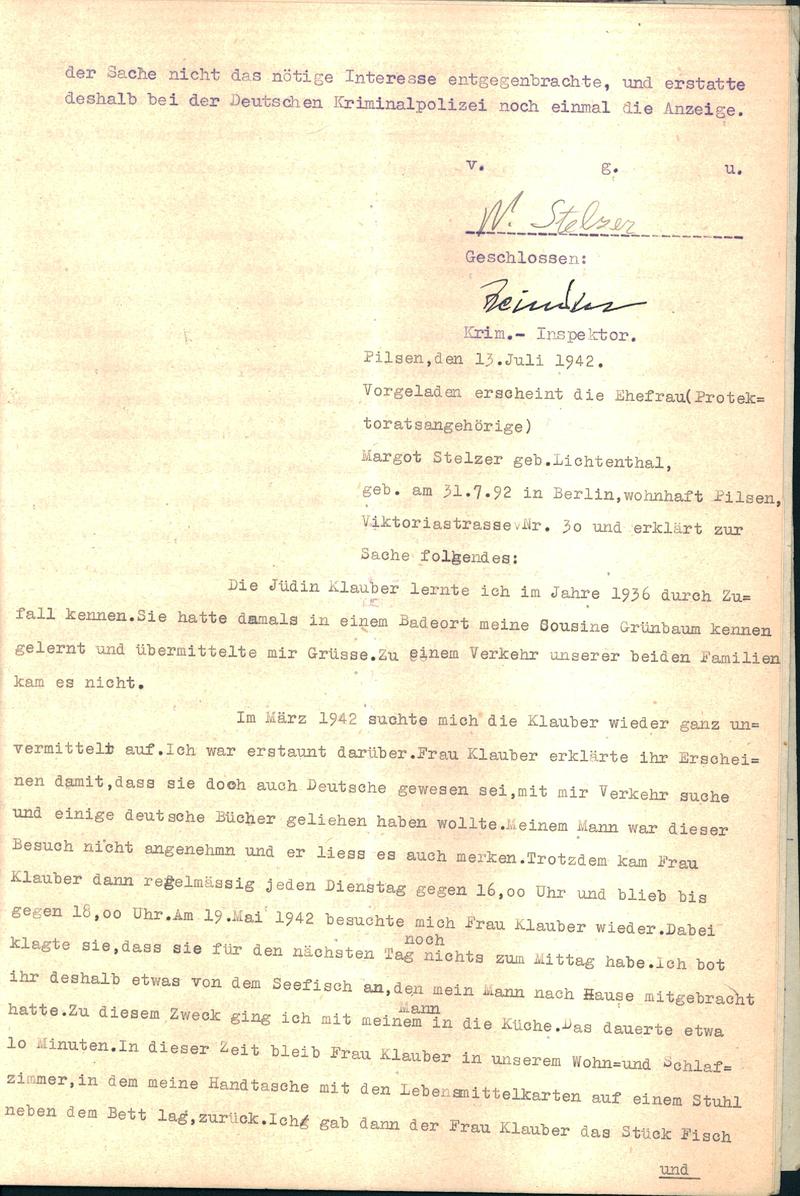 der Sache nicht das nötige Interesse entgegenbrachte, und erstatte
deshalb bei der Deutschen Kriminalpolizei noch einmal die Anzeige.
v. g. u.
W. Stelzer
Geschlossen:
Krim.- Inspektor.
Pilsen,den 13.Juli 1942.
Vorgeladen erscheint die Ehefrau(Protek=
toratsangehörige)
Margot Stelzer geb.Lichtenthal,
geb. am 31.7.92 in Berlin,wohnhaft Pilsen,
Viktoriastrasse Nr. 3o und erklärt zur
Sache folgendes:
Die Jüdin Klauber lernte ich im Jahre 1936 durch Zu=
fall kennen.Sie hatte damals in einem Badeort meine Cousine Grünbaum kennen
gelernt und übermittelte mir Grüsse.Zu einem Verkehr unserer beiden Familien
kam es nicht.
Im März 1942 suchte mich die Klauber wieder ganz un=
vermittelt auf.Ich war erstaunt darüber.Frau Klauber erklärte ihr Erschei=
nen damit,dass sie doch auch Deutsche gewesen sei,mit mir Verkehr suche
und einige deutsche Bücher geliehen haben wollte.Meinem Mann war dieser
Besuch nicht angenehmn und er liess es auch merken.Trotzdem kam Frau
Klauber dann regelmässig jeden Dienstag gegen 16,oo Uhr und blieb bis
gegen 18,oo Uhr.Am 19.Mai 1942 besuchte mich Frau Klauber wieder.Dabei
klagte sie,dass sie für den nächsten Tag noch nichts zum Mittag habe.Ich bot
ihr deshalb etwas von dem Seefisch an,den mein Mann nach Hause mitgebracht
hatte.Zu diesem Zweck ging ich mit meinem Mann in die Küche.Das dauerte etwa
lo Minuten.In dieser Zeit bleib Frau Klauber in unserem Wohn=und Schlaf=
zimmer,in dem meine Handtasche mit den Lebensmittelkarten auf einem Stuhl
neben dem Bett lag,zurück.Ich gab dann der Frau Klauber das Stück Fisch
und